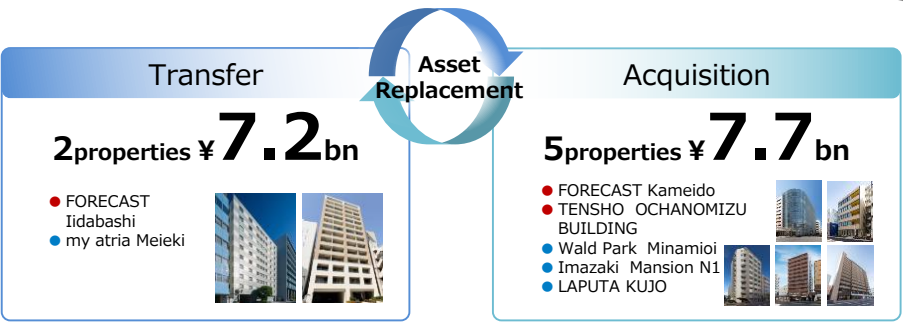 Transfer
Asset
Replacement
Acquisition
2properties ¥7.2bn
● FORECAST
Iidabashi
● my atria Meieki
5properties ¥7.7bn
● FORECAST Kameido
● TENSHO OCHANOMIZU
BUILDING
● Wald Park Minamioi
● Imazaki Mansion N1
● LAPUTA KUJO